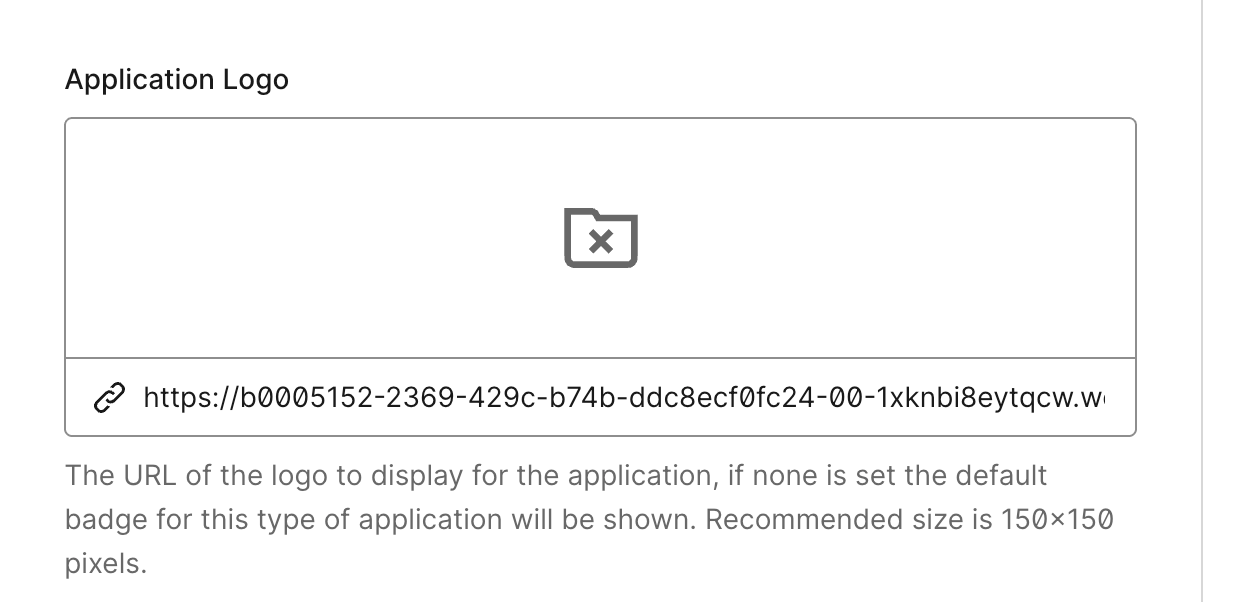 Application Logo
https://b0005152-2369-429c-b74b-ddc8ecf0fc24-00-1xknbi8eytqcw.w
The URL of the logo to display for the application, if none is set the default
badge for this type of application will be shown. Recommended size is 150×150
pixels.